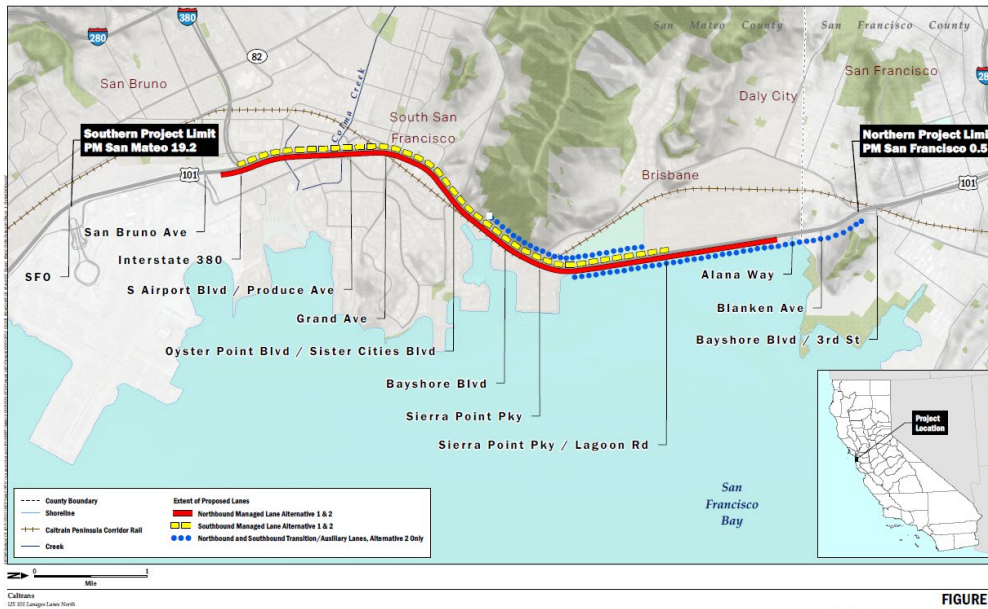 380
280
82
San Mateo County
San Francisco County
San Bruno
Colma Creek
South San
Francisco
Daly City
San Francisco
28
Southern Project Limit
PM San Mateo 19.2
Northern Project Limi
PM San Francisco 0.5
101
101
Brisbane
San Bruno Ave
SFO
Interstate 380
S Airport Blvd / Produce Ave
Grand Ave
Oyster Point Blvd / Sister Cities Blvd
Bayshore Blvd
Sierra Point Pky
Sierra Point Pky / Lagoon Rd
Alana Way
Blanken Ave
Bayshore Blvd / 3rd St
Project
Location
San
Francisco
Bay
County Boundary
Shoreline
Caltrain Peninsula Corridor Rail
Creek
Extent of Proposed Lanes
Northbound Managed Lane Alternative 1 & 2
Southbound Managed Lane Alternative 1 & 2
Northbound and Southbound Transition/Auxiliary Lanes, Alternative 2 Only
N
0 1
Mile
Caltrans
FIGURE